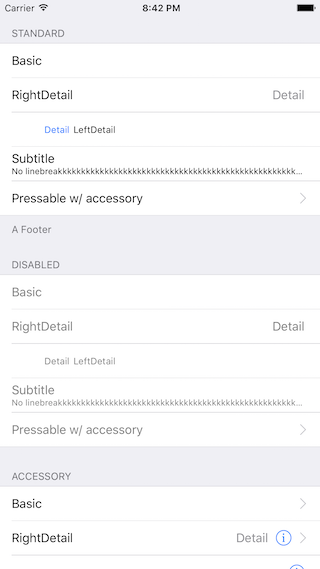 Carrier 8:42 PM
STANDARD
Basic
RightDetail Detail
Detail LeftDetail
Subtitle
No linebreakkkkkkkkkkkkkkkkkkkkkkkkkkkkkkkkkkkkkkkkkkkkkkkkkkk...
Pressable w/ accessory
A Footer
DISABLED
Basic
RightDetail Detail
Detail LeftDetail
Subtitle
No linebreakkkkkkkkkkkkkkkkkkkkkkkkkkkkkkkkkkkkkkkkkkkkkkkkkkk...
Pressable w/ accessory
ACCESSORY
Basic
RightDetail Detail